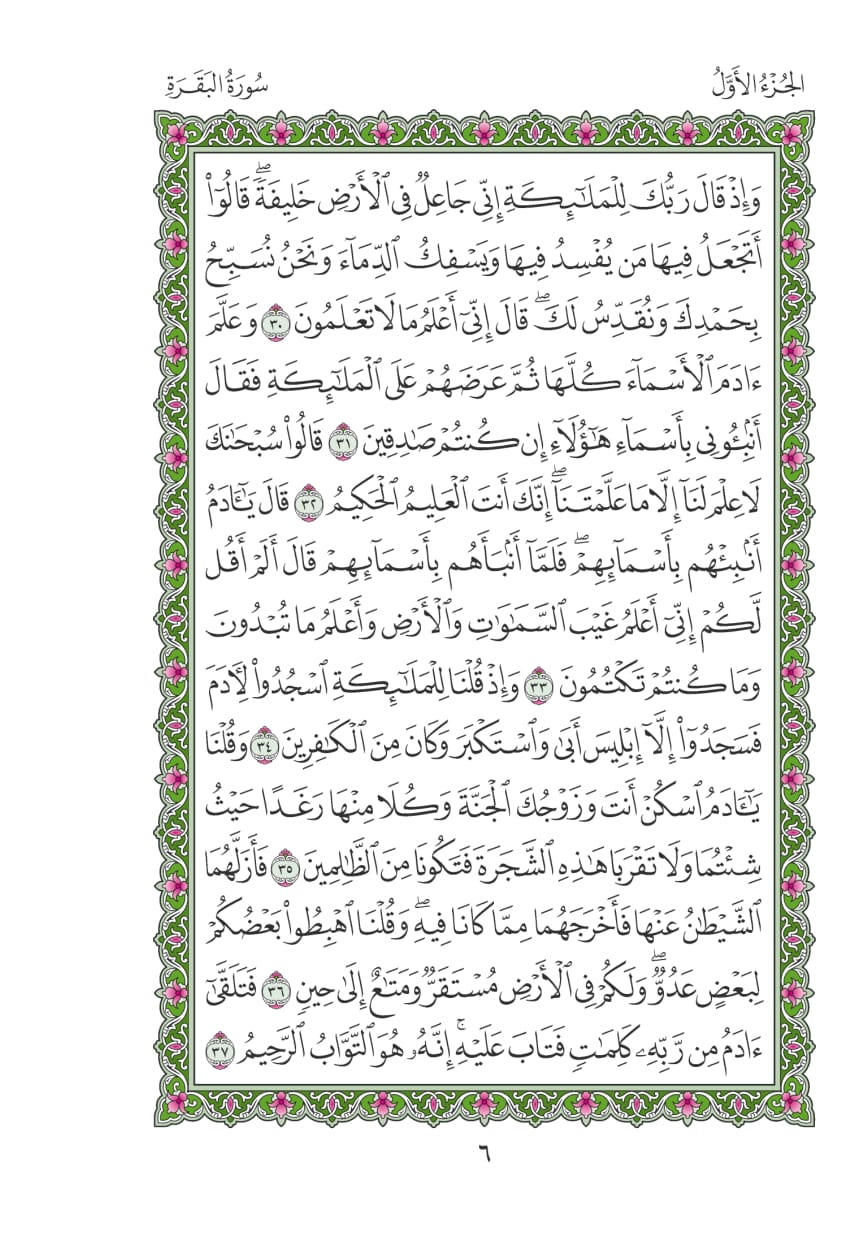 الجُزْءُ الأَوَّلُ
سُورَةُ البَقَرَةِ
وَإِذۡ قَالَ رَبُّكَ لِلۡمَلَٰٓئِكَةِ إِنِّي جَاعِلٞ فِي ٱلۡأَرۡضِ خَلِيفَةٗۖ قَالُوٓاْ
أَتَجۡعَلُ فِيهَا مَن يُفۡسِدُ فِيهَا وَيَسۡفِكُ ٱلدِّمَآءَ وَنَحۡنُ نُسَبِّحُ
بِحَمۡدِكَ وَنُقَدِّسُ لَكَۖ قَالَ إِنِّيٓ أَعۡلَمُ مَا لَا تَعۡلَمُونَ ٣٠ وَعَلَّمَ
ءَادَمَ ٱلۡأَسۡمَآءَ كُلَّهَا ثُمَّ عَرَضَهُمۡ عَلَى ٱلۡمَلَٰٓئِكَةِ فَقَالَ
أَنۢبِـُٔونِي بِأَسۡمَآءِ هَٰٓؤُلَآءِ إِن كُنتُمۡ صَٰدِقِينَ ٣١ قَالُواْ سُبۡحَٰنَكَ
لَا عِلۡمَ لَنَآ إِلَّا مَا عَلَّمۡتَنَآۖ إِنَّكَ أَنتَ ٱلۡعَلِيمُ ٱلۡحَكِيمُ ٣٢ قَالَ يَٰٓـَٔادَمُ
أَنۢبِئۡهُم بِأَسۡمَآئِهِمۡۖ فَلَمَّآ أَنۢبَأَهُم بِأَسۡمَآئِهِمۡ قَالَ أَلَمۡ أَقُل
لَّكُمۡ إِنِّيٓ أَعۡلَمُ غَيۡبَ ٱلسَّمَٰوَٰتِ وَٱلۡأَرۡضِ وَأَعۡلَمُ مَا تُبۡدُونَ
وَمَا كُنتُمۡ تَكۡتُمُونَ ٣٣ وَإِذۡ قُلۡنَا لِلۡمَلَٰٓئِكَةِ ٱسۡجُدُواْ لِأٓدَمَ
فَسَجَدُوٓاْ إِلَّآ إِبۡلِيسَ أَبَىٰ وَٱسۡتَكۡبَرَ وَكَانَ مِنَ ٱلۡكَٰفِرِينَ ٣٤ وَقُلۡنَا
يَٰٓـَٔادَمُ ٱسۡكُنۡ أَنتَ وَزَوۡجُكَ ٱلۡجَنَّةَ وَكُلَا مِنۡهَا رَغَدًا حَيۡثُ
شِئۡتُمَا وَلَا تَقۡرَبَا هَٰذِهِ ٱلشَّجَرَةَ فَتَكُونَا مِنَ ٱلظَّٰلِمِينَ ٣٥ فَأَزَلَّهُمَا
ٱلشَّيۡطَٰنُ عَنۡهَا فَأَخۡرَجَهُمَا مِمَّا كَانَا فِيهِۖ وَقُلۡنَا ٱهۡبِطُواْ بَعۡضُكُمۡ
لِبَعۡضٍ عَدُوّٞۖ وَلَكُمۡ فِي ٱلۡأَرۡضِ مُسۡتَقَرّٞ وَمَتَٰعٌ إِلَىٰ حِينٖ ٣٦ فَتَلَقَّىٰٓ
ءَادَمُ مِن رَّبِّهِۦ كَلِمَٰتٖ فَتَابَ عَلَيۡهِۚ إِنَّهُۥ هُوَ ٱلتَّوَّابُ ٱلرَّحِيمُ ٣٧
٦